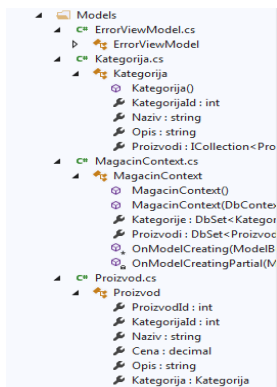 Models
C# ErrorViewModel.cs
ErrorViewModel
C# Kategorija.cs
Kategorija
Kategorija()
KategorijaId : int
Naziv : string
Opis : string
Proizvodi : ICollection<Pro
C# MagacinContext.cs
MagacinContext
MagacinContext()
MagacinContext(DbContex
Kategorije : DbSet<Kategor
Proizvodi : DbSet<Proizvod
OnModelCreating(ModelB
OnModelCreatingPartial(M
C# Proizvod.cs
Proizvod
ProizvodId : int
KategorijaId : int
Naziv : string
Cena : decimal
Opis : string
Kategorija : Kategorija